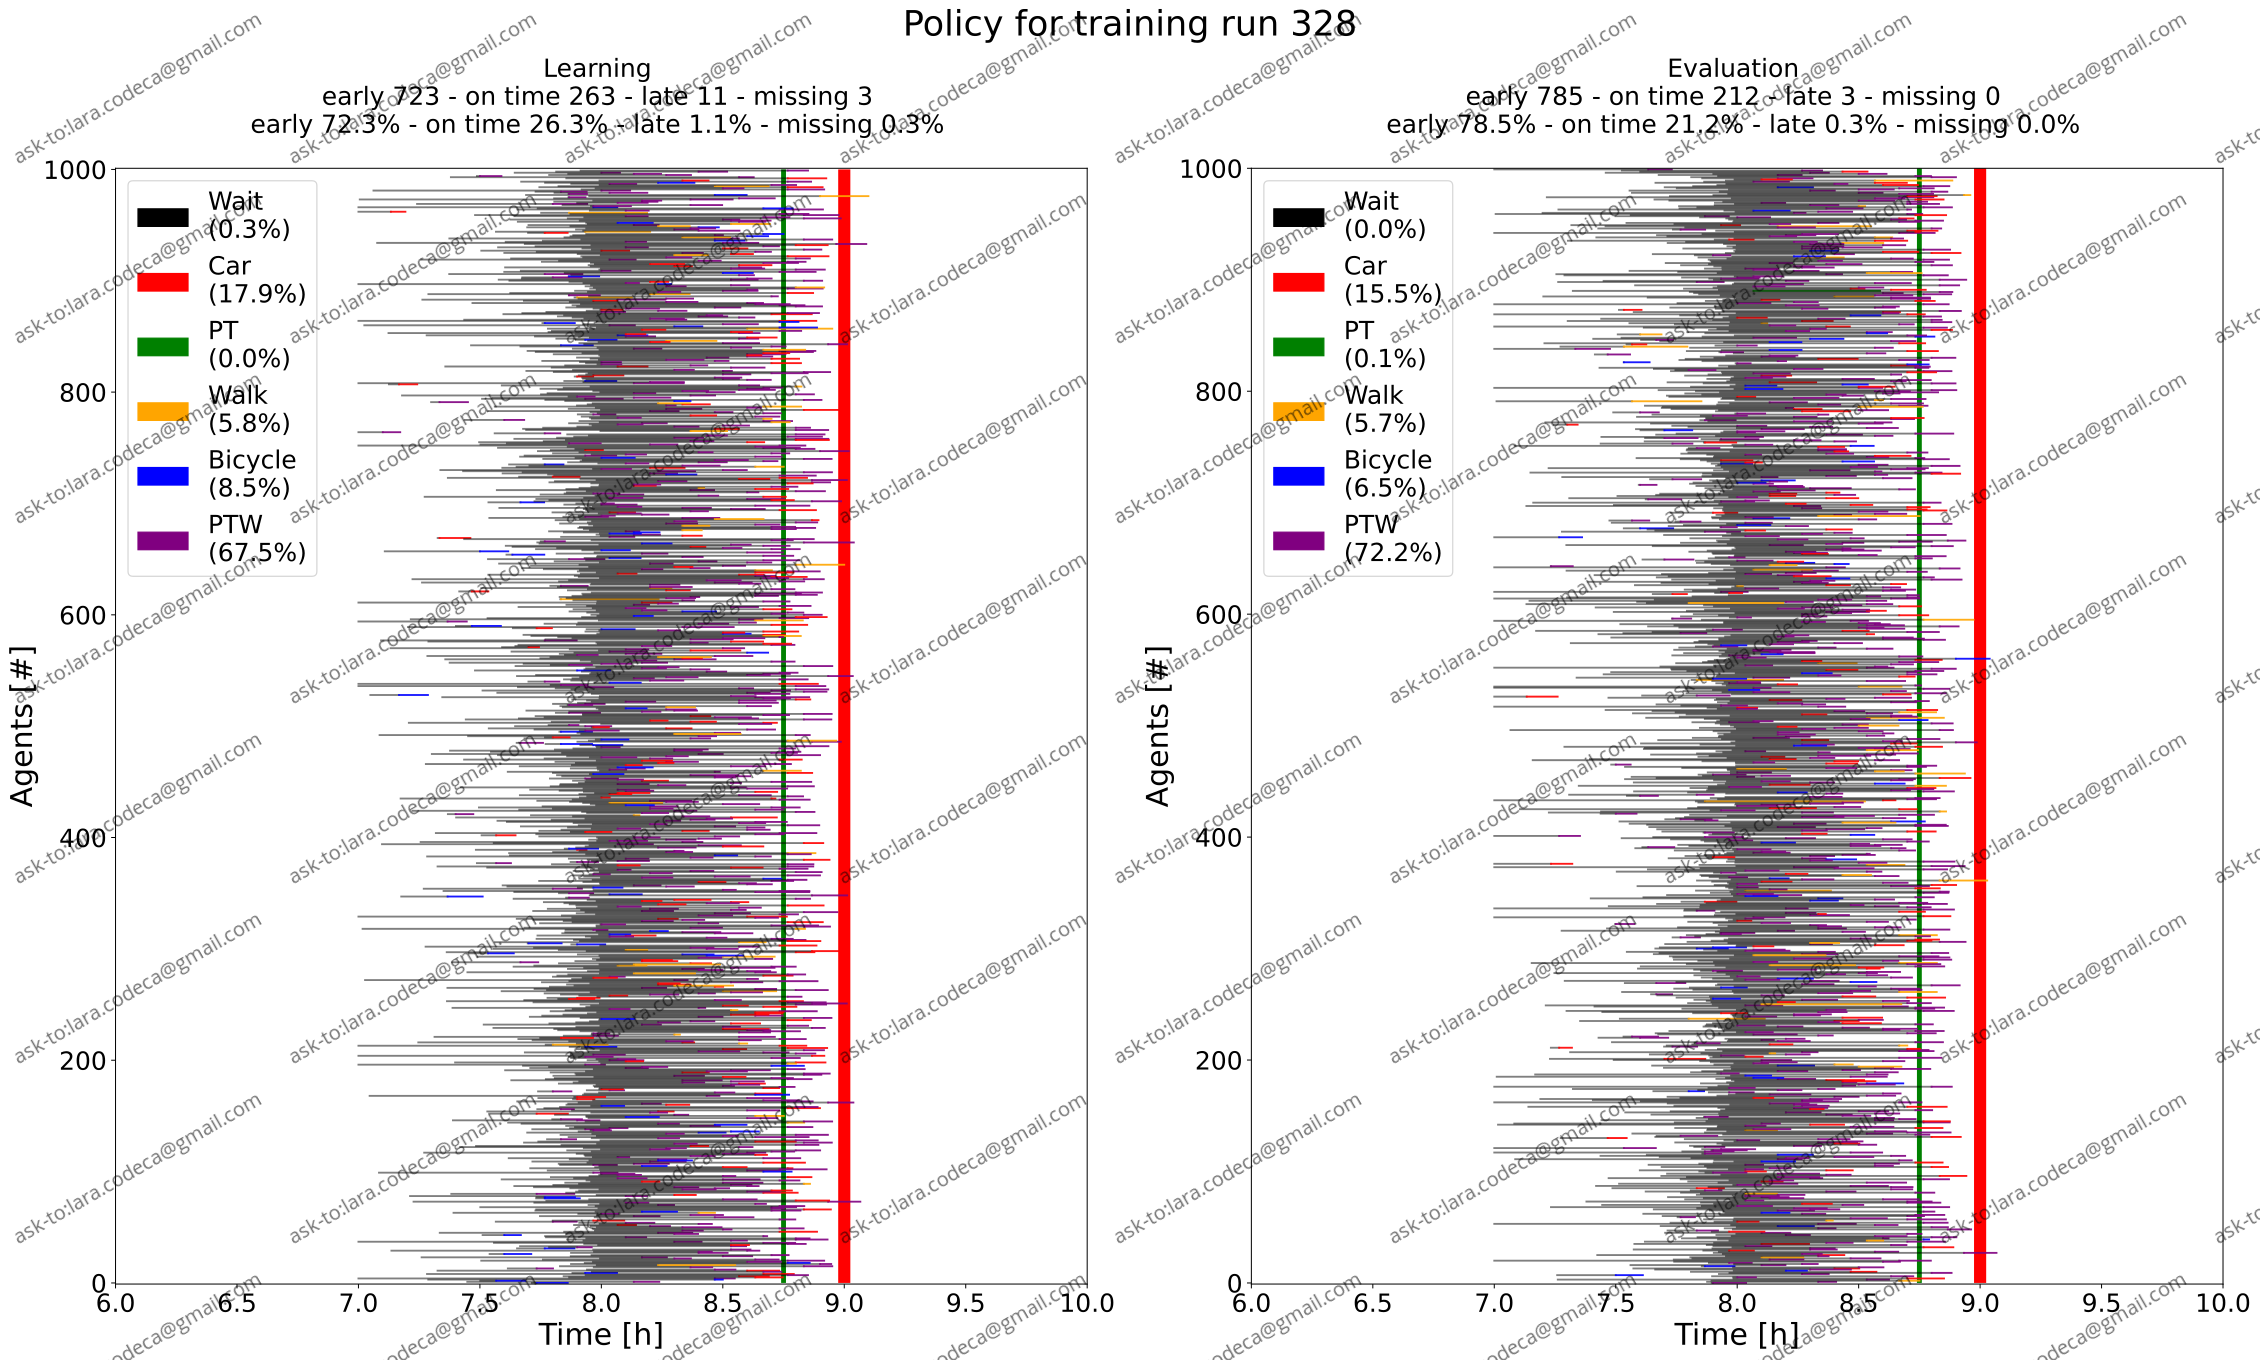 Policy for training run 328
Learning
early 723 - on time 263 - late 11 - missing 3
early 72.3% - on time 26.3% - late 1.1% - missing 0.3%
1000
800
600
400
200
0
Agents [#]
Wait
(0.3%)
Car
(17.9%)
PT
(0.0%)
Walk
(5.8%)
Bicycle
(8.5%)
PTW
(67.5%)
6.0 6.5 7.0 7.5 8.0 8.5 9.0 9.5 10.0
Time [h]
Evaluation
early 785 - on time 212 - late 3 - missing 0
early 78.5% - on time 21.2% - late 0.3% - missing 0.0%
1000
800
600
400
200
0
Agents [#]
Wait
(0.0%)
Car
(15.5%)
PT
(0.1%)
Walk
(5.7%)
Bicycle
(6.5%)
PTW
(72.2%)
6.0 6.5 7.0 7.5 8.0 8.5 9.0 9.5 10.0
Time [h]
ask-to:lara.codeca@gmail.com